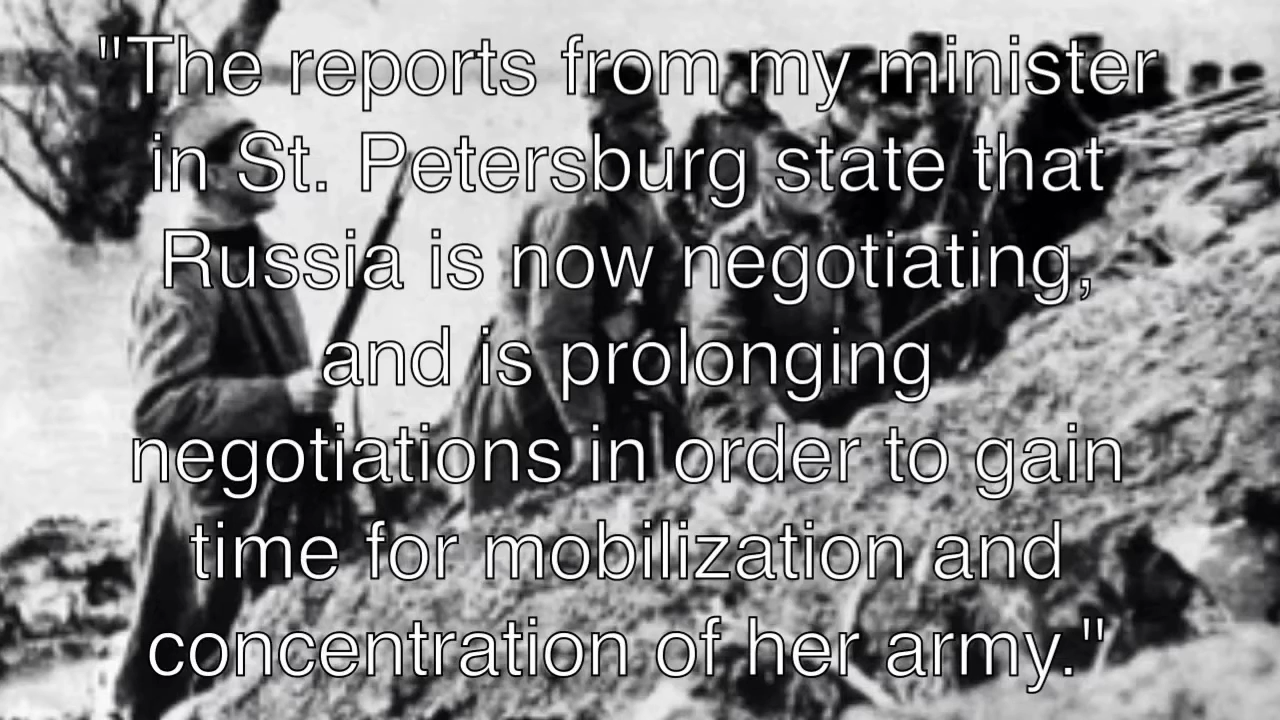 "The reports from my minister
in St. Petersburg state that
Russia is now negotiating,
and is prolonging
negotiations in order to gain
time for mobilization and
concentration of her army."